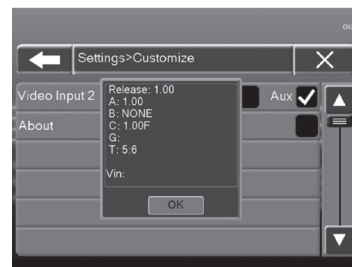 ou
Settings>Customize
Video Input 2
Aux
About
Release: 1.00
A: 1.00
B: NONE
C: 1.00F
G:
T: 5:6
Vin:
OK